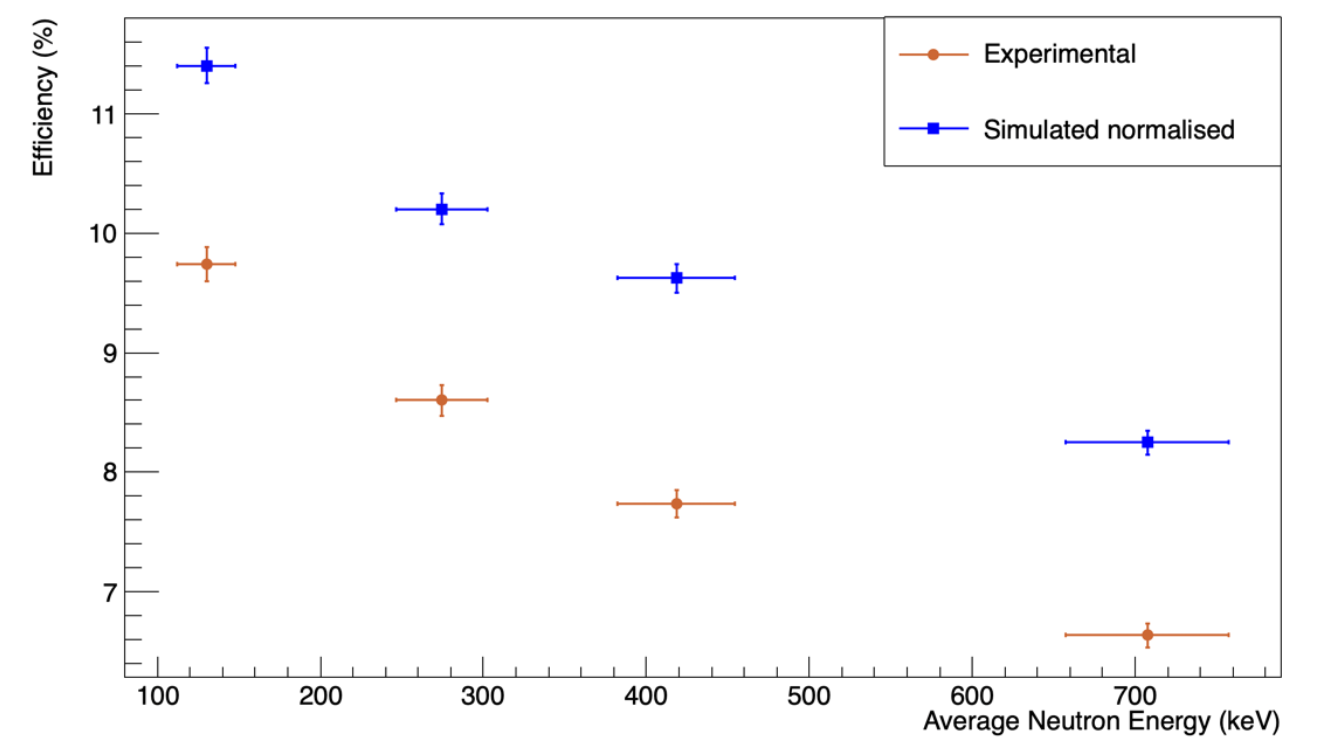 Efficiency (%)
Experimental
Simulated normalised
11
10
9
8
7
100 200 300 400 500 600 700
Average Neutron Energy (keV)